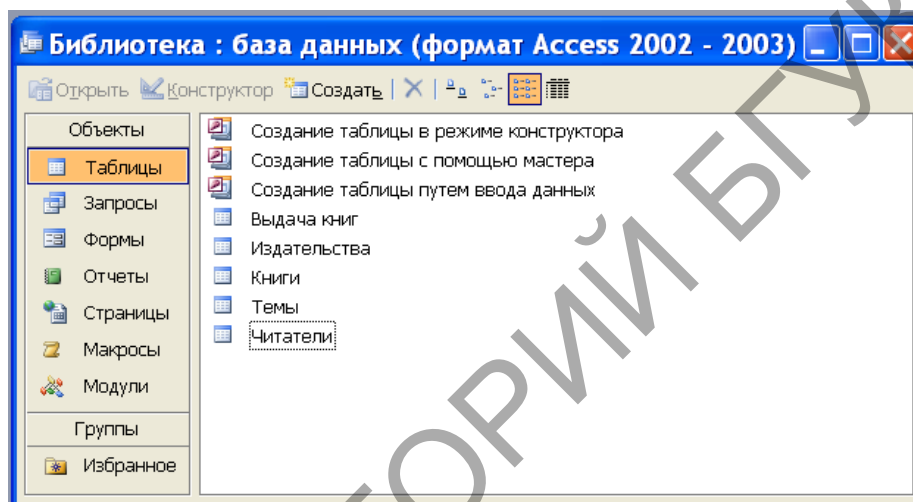 Библиотека : база данных (формат Access 2002 - 2003)
Открыть Конструктор Создать
Объекты
Таблицы
Запросы
Формы
Отчеты
Страницы
Макросы
Модули
Группы
Избранное
Создание таблицы в режиме конструктора
Создание таблицы с помощью мастера
Создание таблицы путем ввода данных
Выдача книг
Издательства
Книги
Темы
Читатели